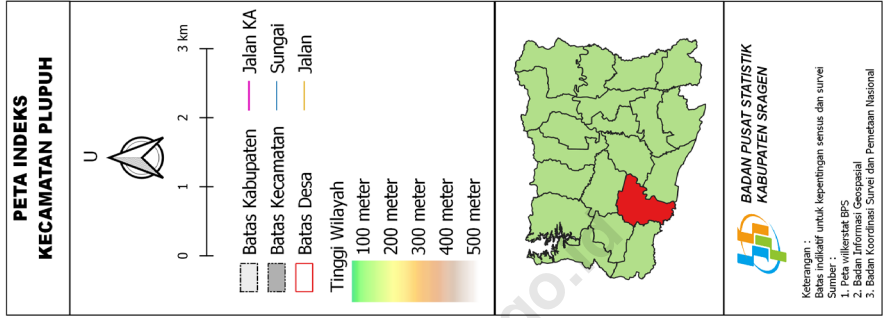 PETA INDEKS
KECAMATAN PLUPUH
U
0 1 2 3 km
Batas Kabupaten
Batas Kecamatan
Batas Desa
Jalan KA
Sungai
Jalan
Tinggi Wilayah
100 meter
200 meter
300 meter
400 meter
500 meter
BADAN PUSAT STATISTIK
KABUPATEN SRAGEN
Keterangan :
Batas indikatif untuk kepentingan sensus dan survei
Sumber :
1. Peta wilkerstat BPS
2. Badan Informasi Geospasial
3. Badan Koordinasi Survei dan Pemetaan Nasional
go.id